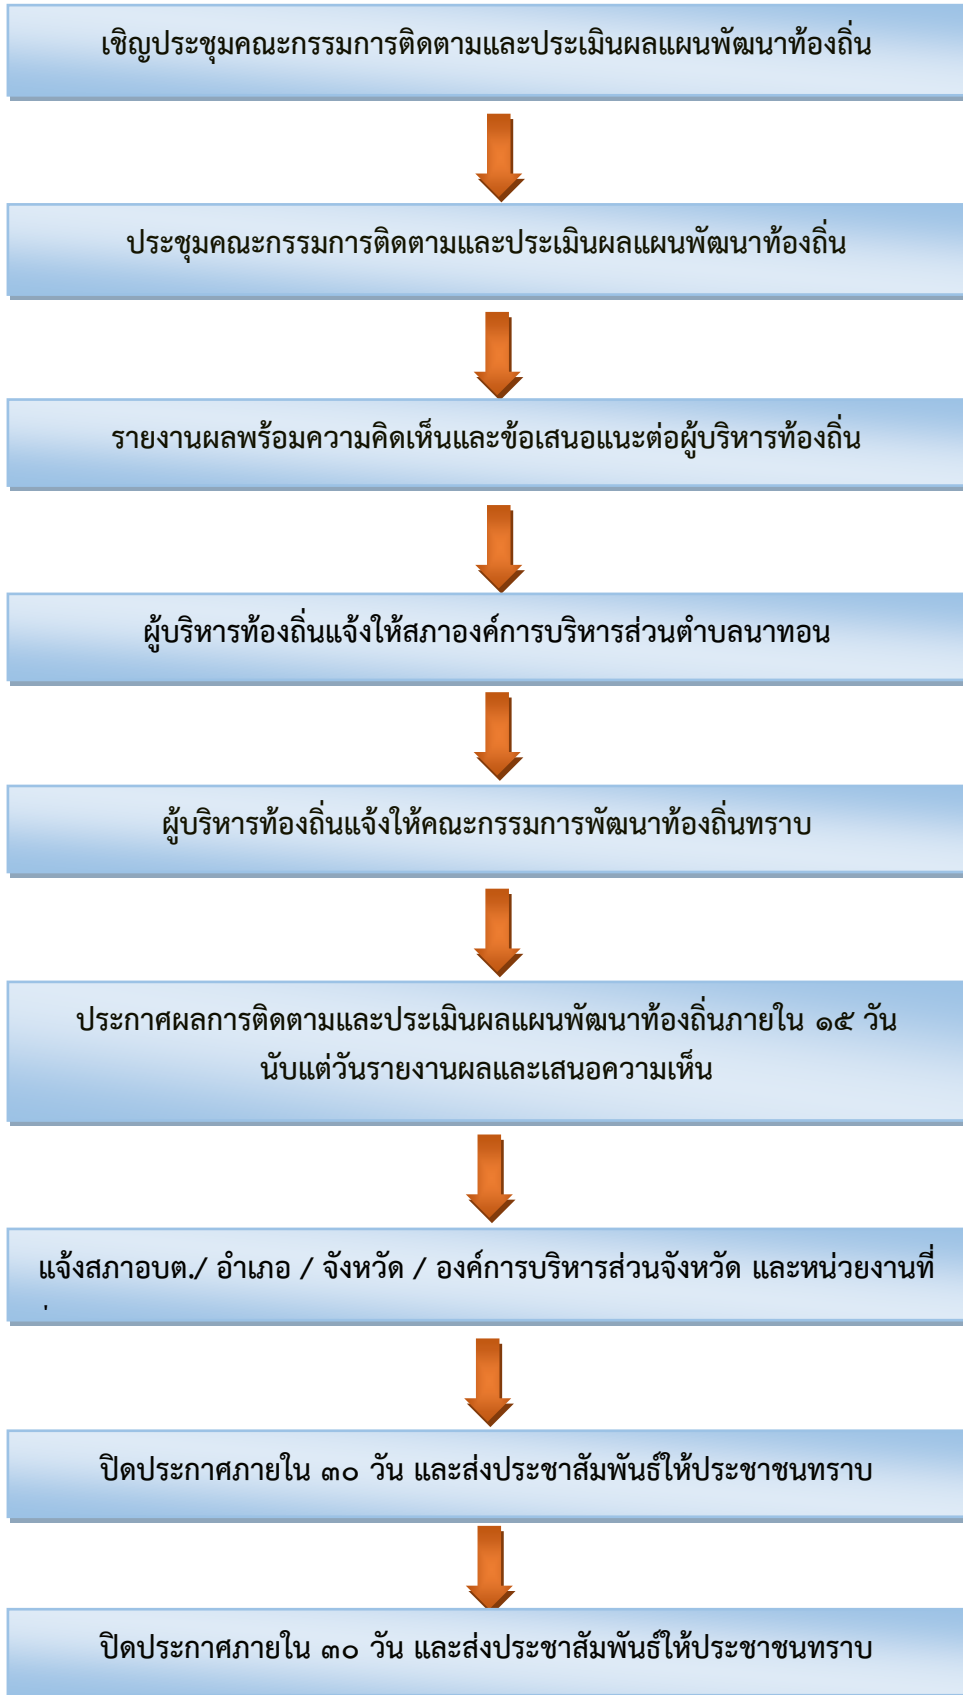 เชิญประชุมคณะกรรมการติดตามและประเมินผลแผนพัฒนาท้องถิ่น
ประชุมคณะกรรมการติดตามและประเมินผลแผนพัฒนาท้องถิ่น
รายงานผลพร้อมความคิดเห็นและข้อเสนอแนะต่อผู้บริหารท้องถิ่น
ผู้บริหารท้องถิ่นแจ้งให้สภาองค์การบริหารส่วนตำบลนาทอน
ผู้บริหารท้องถิ่นแจ้งให้คณะกรรมการพัฒนาท้องถิ่นทราบ
ประกาศผลการติดตามและประเมินผลแผนพัฒนาท้องถิ่นภายใน ๑๕ วัน
นับแต่วันรายงานผลและเสนอความเห็น
แจ้งสภาอบต./ อำเภอ / จังหวัด / องค์การบริหารส่วนจังหวัด และหน่วยงานที่
ปิดประกาศภายใน ๓๐ วัน และส่งประชาสัมพันธ์ให้ประชาชนทราบ
ปิดประกาศภายใน ๓๐ วัน และส่งประชาสัมพันธ์ให้ประชาชนทราบ